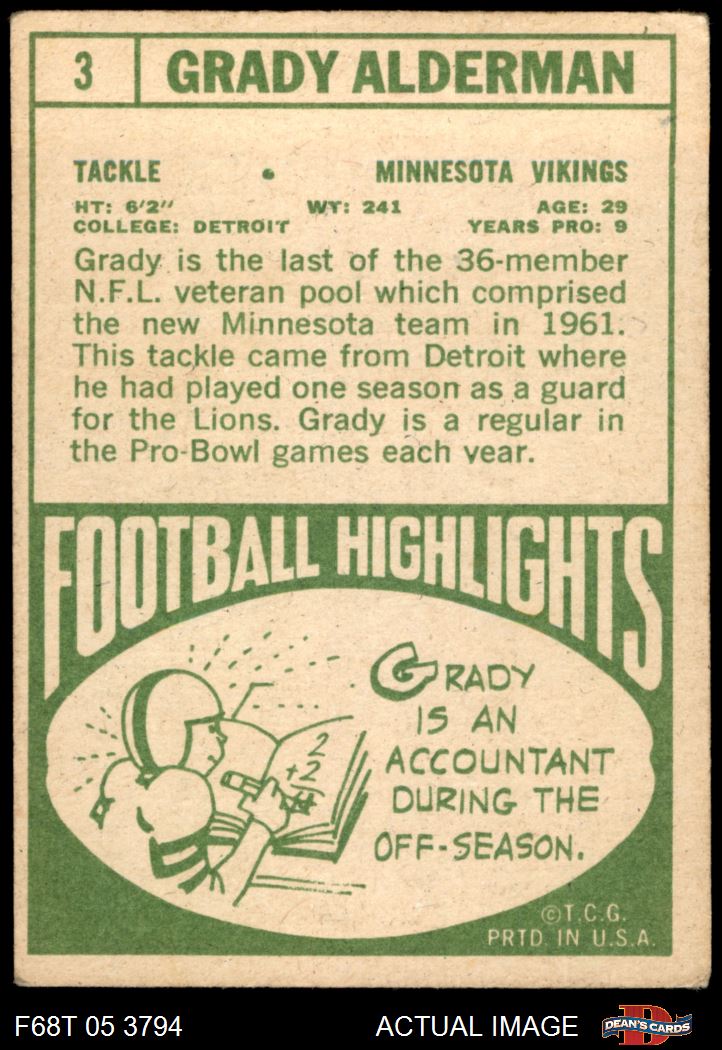 3
GRADY ALDERMAN
TACKLE • MINNESOTA VIKINGS
HT: 6'2" WT: 241 AGE: 29
COLLEGE: DETROIT YEARS PRO: 9
Grady is the last of the 36-member
N.F.L. veteran pool which comprised
the new Minnesota team in 1961.
This tackle came from Detroit where
he had played one season as a guard
for the Lions. Grady is a regular in
the Pro-Bowl games each year.
FOOTBALL HIGHLIGHTS
2
+2
4
GRADY
IS AN
ACCOUNTANT
DURING THE
OFF-SEASON.
©T.C.G.
PRTD. IN U.S.A.
F68T 05 3794 ACTUAL IMAGE
D
DEAN'S CARDS